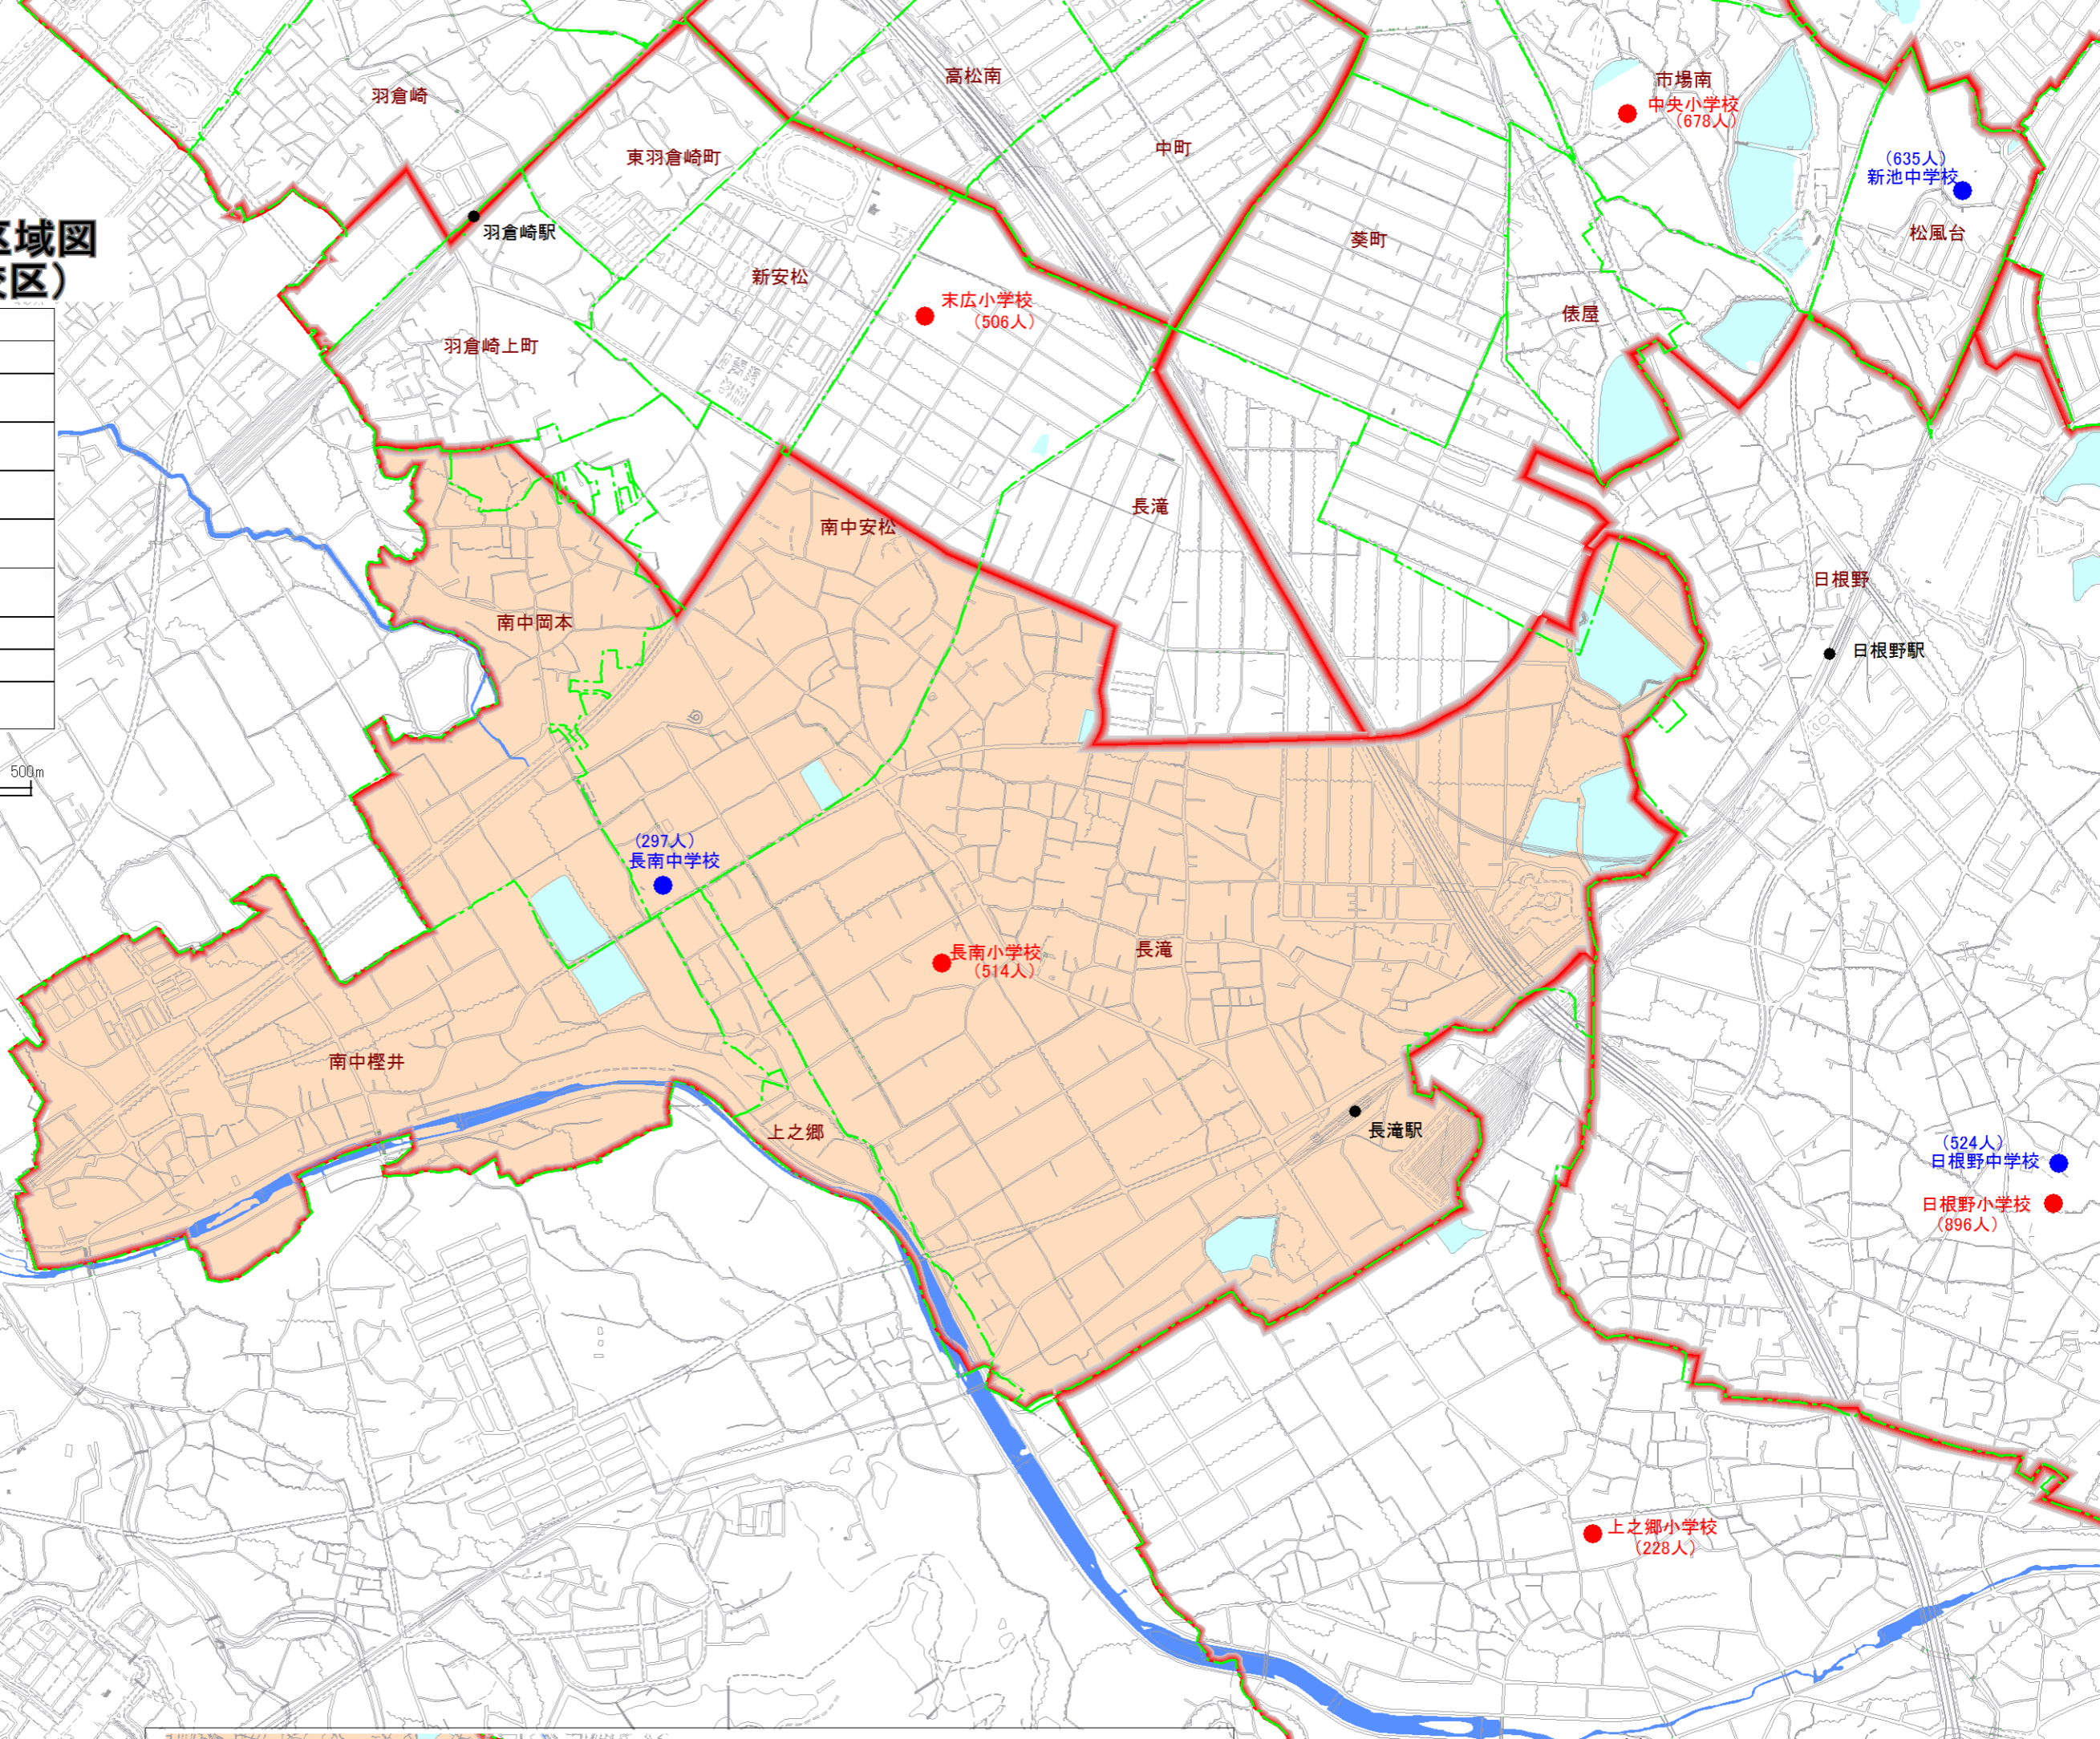 区域図
校区）
500m
羽倉崎
高松南
市場南
中央小学校
（678人）
東羽倉崎町
中町
（635人）
新池中学校
羽倉崎駅
葵町
松風台
新安松
末広小学校
（506人）
俵屋
羽倉崎上町
長滝
南中安松
日根野
南中岡本
日根野駅
（297人）
長南中学校
長南小学校
（514人）
長滝
南中樫井
上之郷
長滝駅
（524人）
日根野中学校
日根野小学校
（896人）
上之郷小学校
（228人）